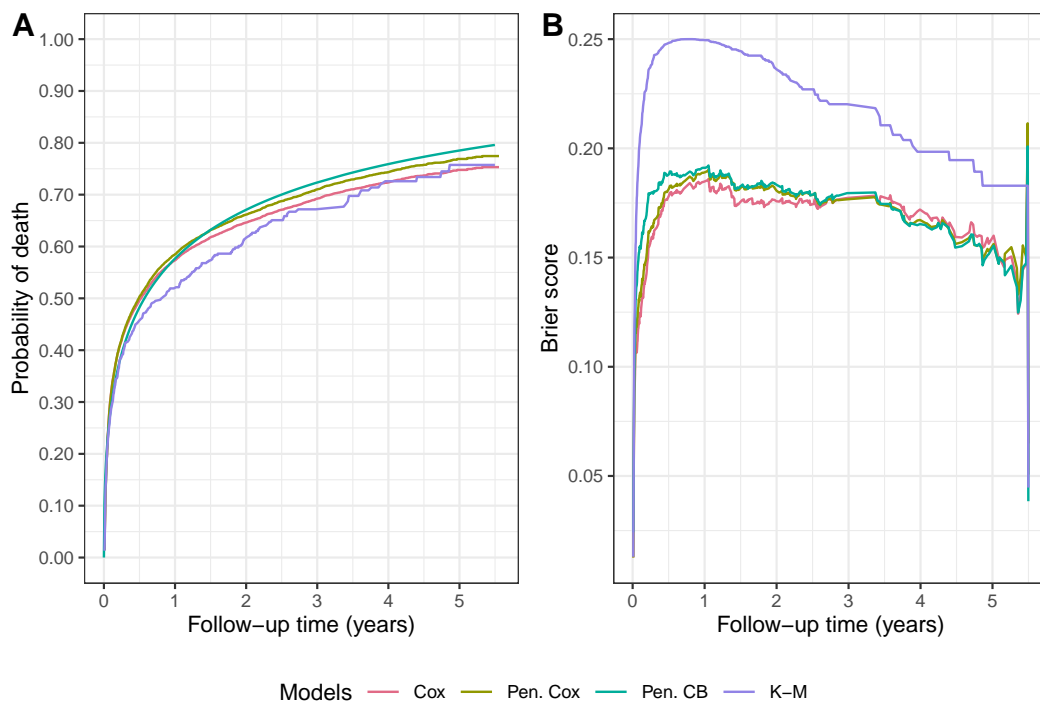 A
Probability of death
1.00
0.90
0.80
0.70
0.60
0.50
0.40
0.30
0.20
0.10
0.00
0 1 2 3 4 5
Follow−up time (years)
B
Brier score
0.25
0.20
0.15
0.10
0.05
0 1 2 3 4 5
Follow−up time (years)
Models Cox Pen. Cox Pen. CB K−M